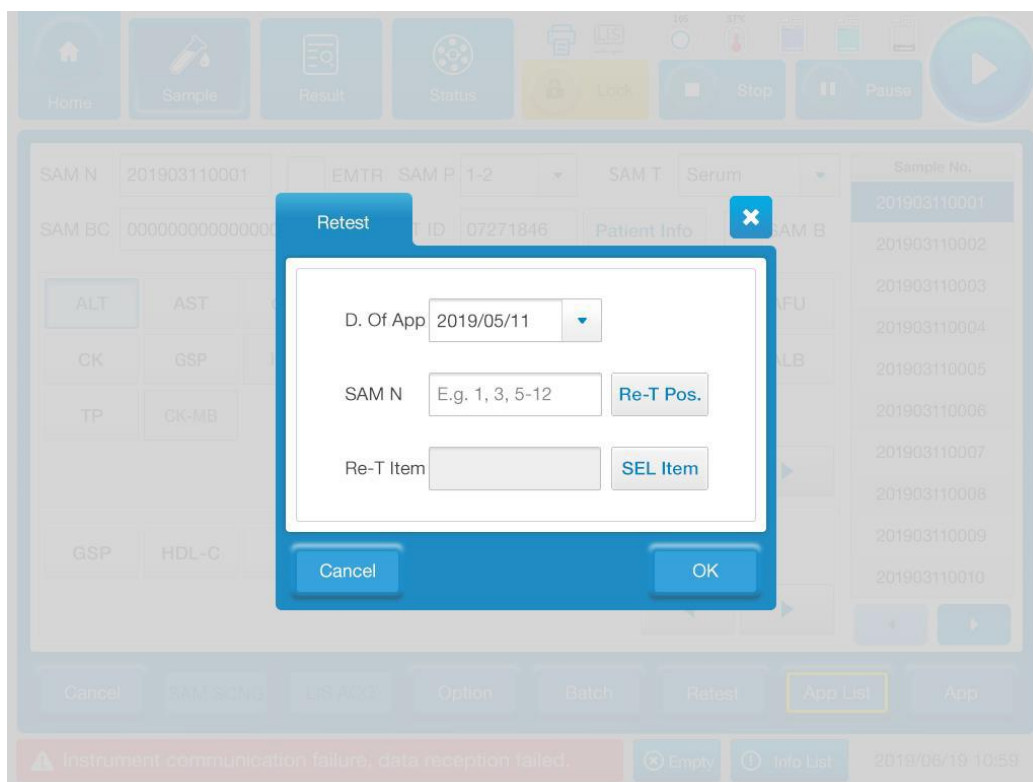 10s 37℃
LIS
Home Sample Result Status Lock Stop Pause
SAM N 201903110001 EMTR SAM P 1-2 SAM T Serum Sample No.
201903110001
SAM BC 00000000000000 T ID 07271846 Patient Info SAM B
201903110002
Retest
ALT AST AFU 201903110003
D. Of App 2019/05/11
201903110004
CK GSP ALB 201903110005
SAM N E.g. 1, 3, 5-12 Re-T Pos.
TP CK-MB 201903110006
201903110007
Re-T Item SEL Item
201903110008
GSP HDL-C 201903110009
Cancel OK 201903110010
Cancel Option Batch Retest App List App
Instrument communication failure, data reception failed. Empty Info List 2019/06/19 10:59